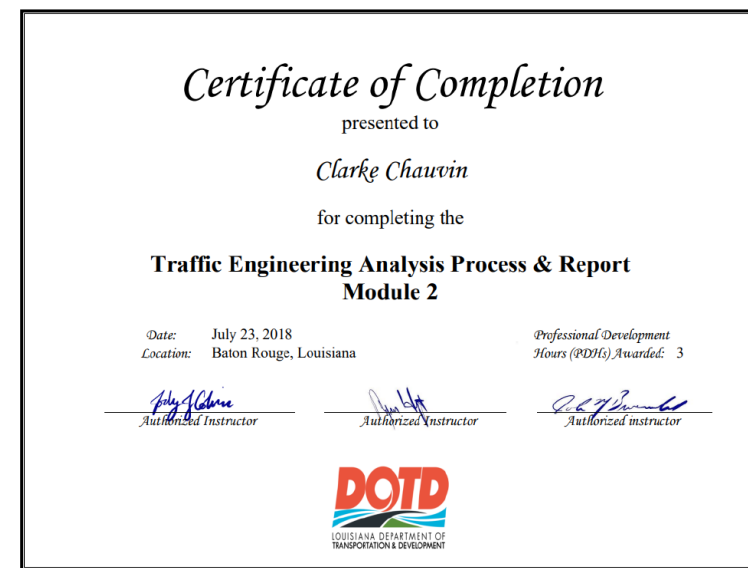 Certificate of Completion
presented to
Clarke Chauvin
for completing the
Traffic Engineering Analysis Process & Report
Module 2
Date: July 23, 2018
Location: Baton Rouge, Louisiana
Professional Development
Hours (PDHs) Awarded: 3
Authorized Instructor
Authorized Instructor
Authorized instructor
DOTD
LOUISIANA DEPARTMENT OF
TRANSPORTATION & DEVELOPMENT